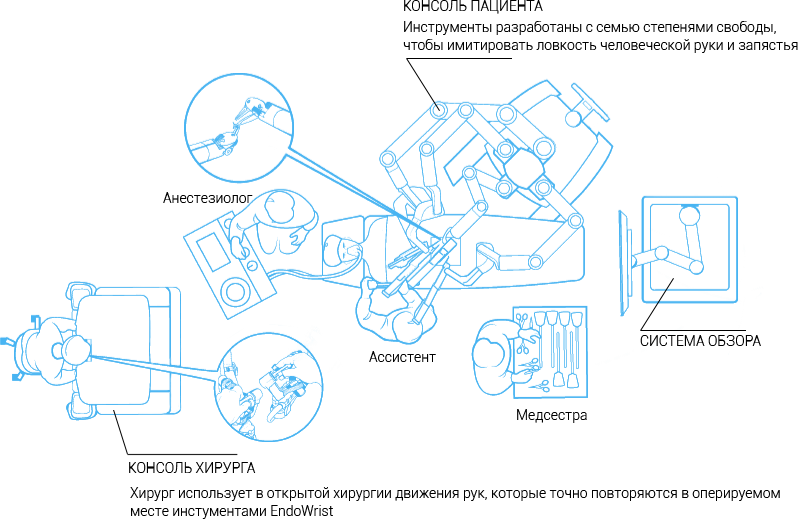 КОНСОЛЬ ПАЦИЕНТА
Инструменты разработаны с семью степенями свободы,
чтобы имитировать ловкость человеческой руки и запястья
Анестезиолог
СИСТЕМА ОБЗОРА
Ассистент
Медсестра
КОНСОЛЬ ХИРУРГА
Хирург использует в открытой хирургии движения рук, которые точно повторяются в оперируемом
месте инстументами EndoWrist